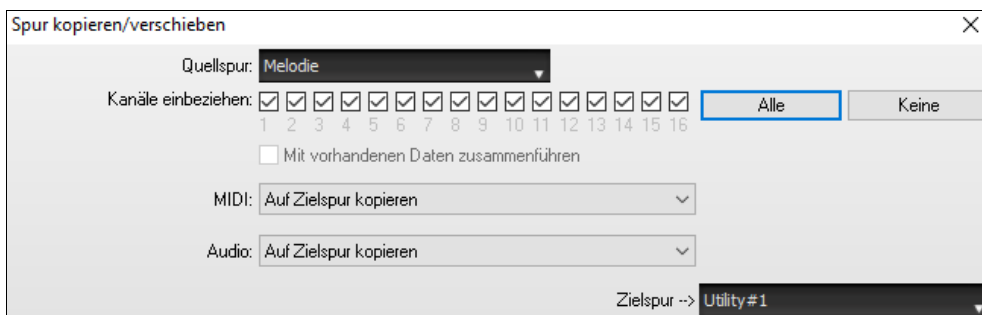 Spur kopieren/verschieben
Quellspur: Melodie
Kanäle einbeziehen: Alle Keine
1 2 3 4 5 6 7 8 9 10 11 12 13 14 15 16
Mit vorhandenen Daten zusammenführen
MIDI: Auf Zielspur kopieren
Audio: Auf Zielspur kopieren
Zielspur --> Utility#1